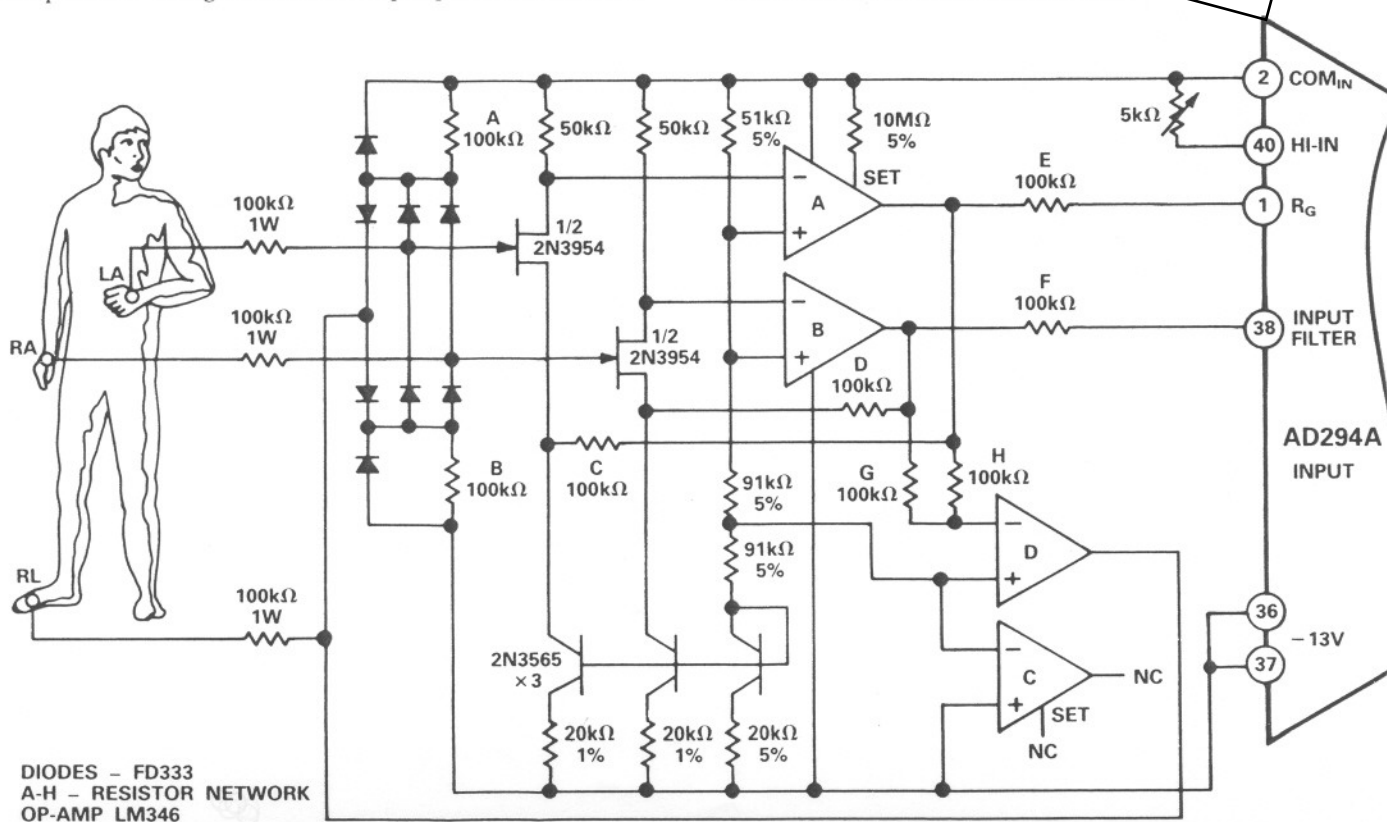 2
COM_IN
A
100kΩ
50kΩ
50kΩ
51kΩ
5%
10MΩ
5%
5kΩ
40
HI-IN
SET
A
−
+
E
100kΩ
1
R_G
100kΩ
1W
1/2
2N3954
LA
F
100kΩ
38
INPUT
FILTER
100kΩ
1W
RA
1/2
2N3954
−
B
+
D
100kΩ
AD294A
INPUT
B
100kΩ
C
100kΩ
91kΩ
5%
G
100kΩ
H
100kΩ
91kΩ
5%
−
D
+
RL
100kΩ
1W
36
−13V
37
2N3565
×3
−
C
+
NC
SET
NC
20kΩ
1%
20kΩ
1%
20kΩ
5%
DIODES – FD333
A-H – RESISTOR NETWORK
OP-AMP LM346